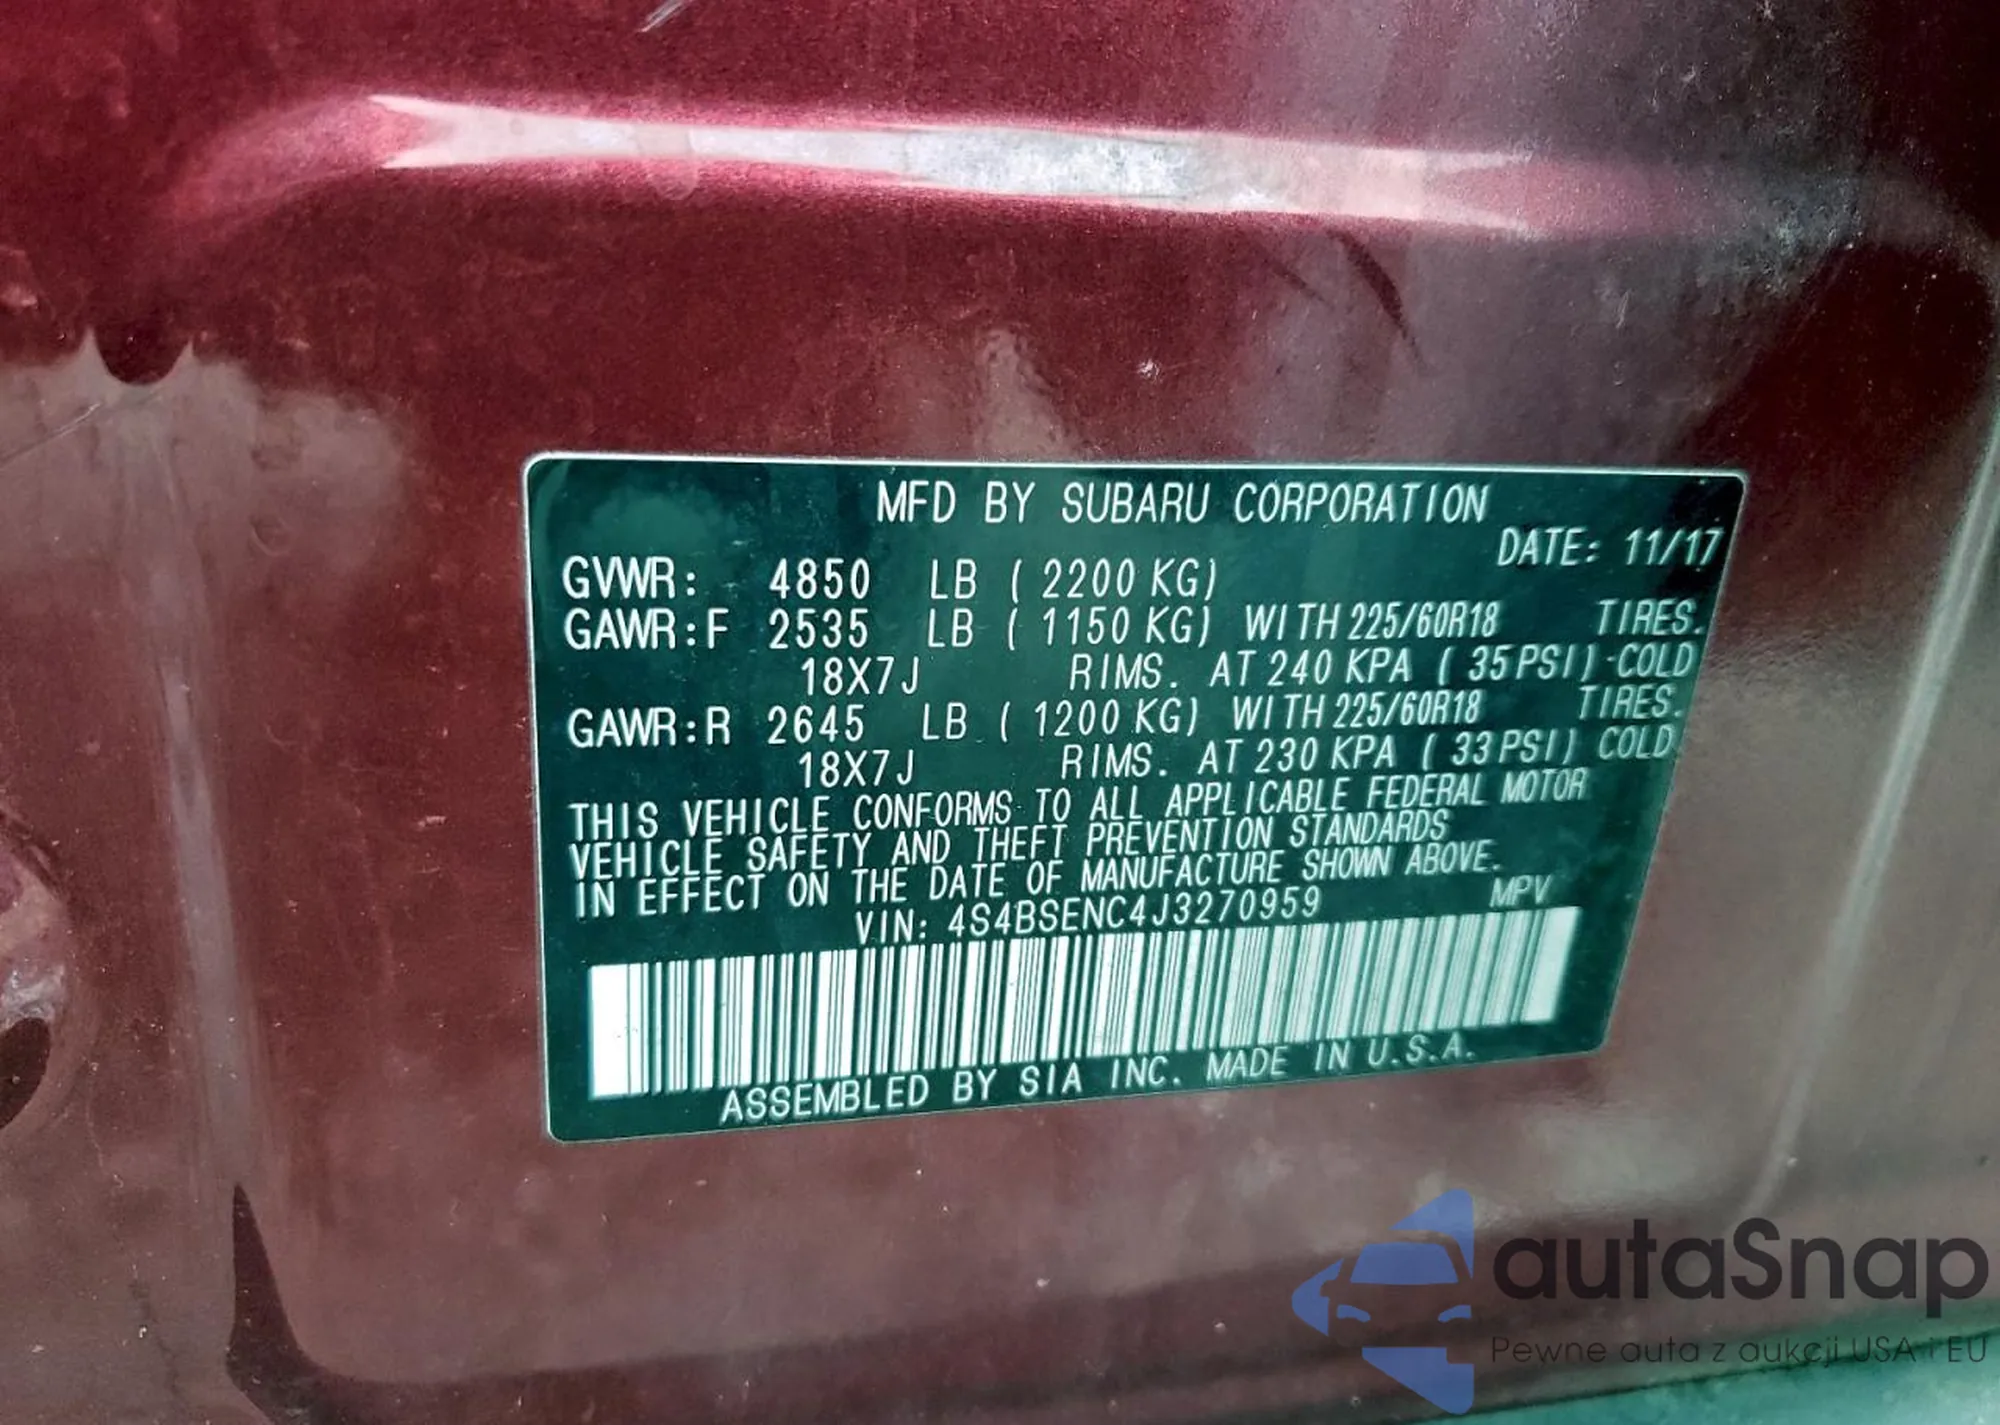 MFD BY SUBARU CORPORATION
DATE: 11/17
GVWR: 4850 LB ( 2200 KG)
GAWR:F 2535 LB ( 1150 KG) WITH 225/60R18 TIRES.
18X7J RIMS. AT 240 KPA ( 35 PSI) COLD
GAWR:R 2645 LB ( 1200 KG) WITH 225/60R18 TIRES.
18X7J RIMS. AT 230 KPA ( 33 PSI) COLD
THIS VEHICLE CONFORMS TO ALL APPLICABLE FEDERAL MOTOR
VEHICLE SAFETY AND THEFT PREVENTION STANDARDS
IN EFFECT ON THE DATE OF MANUFACTURE SHOWN ABOVE.
VIN: 4S4BSENC4J3270959 MPV
ASSEMBLED BY SIA INC. MADE IN U.S.A.
autaSnap
Pewne auta z aukcji USA i EU